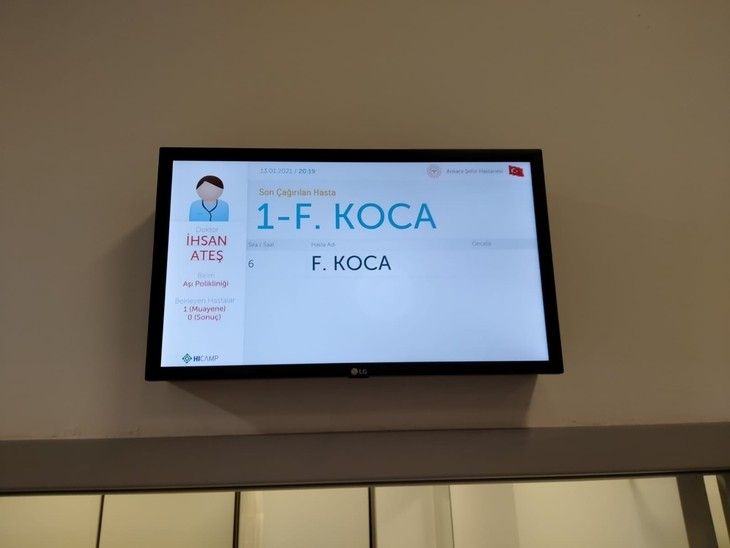 13.01.2021 / 20:19
Ankara Şehir Hastanesi
Son Çağırılan Hasta
1-F. KOCA
Sıra / Saat Hasta Adı Gecelik
6 F. KOCA
Doktor
İHSAN
ATEŞ
Birim
Aşı Polikliniği
Bekleyen Hastalar
1 (Muayene)
0 (Sonuç)
HICAMP
LG